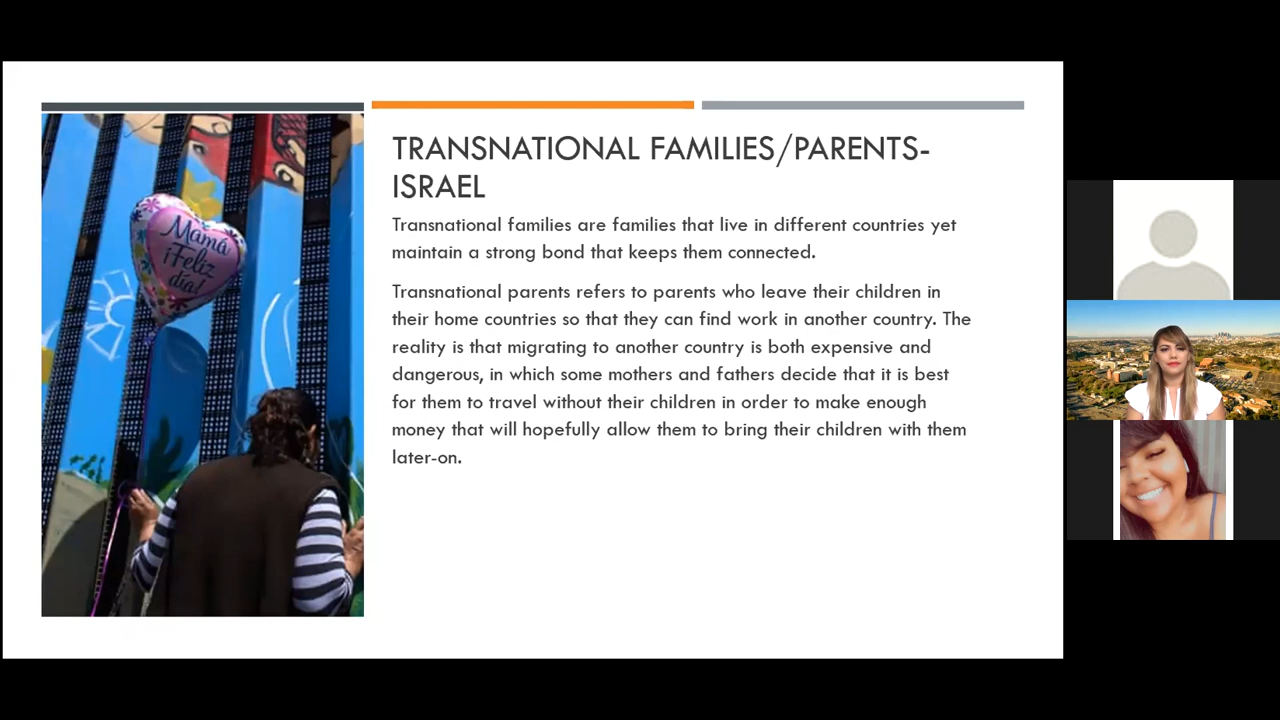 Mamá
¡Feliz
día!
TRANSNATIONAL FAMILIES/PARENTS-
ISRAEL
Transnational families are families that live in different countries yet
maintain a strong bond that keeps them connected.
Transnational parents refers to parents who leave their children in
their home countries so that they can find work in another country. The
reality is that migrating to another country is both expensive and
dangerous, in which some mothers and fathers decide that it is best
for them to travel without their children in order to make enough
money that will hopefully allow them to bring their children with them
later-on.